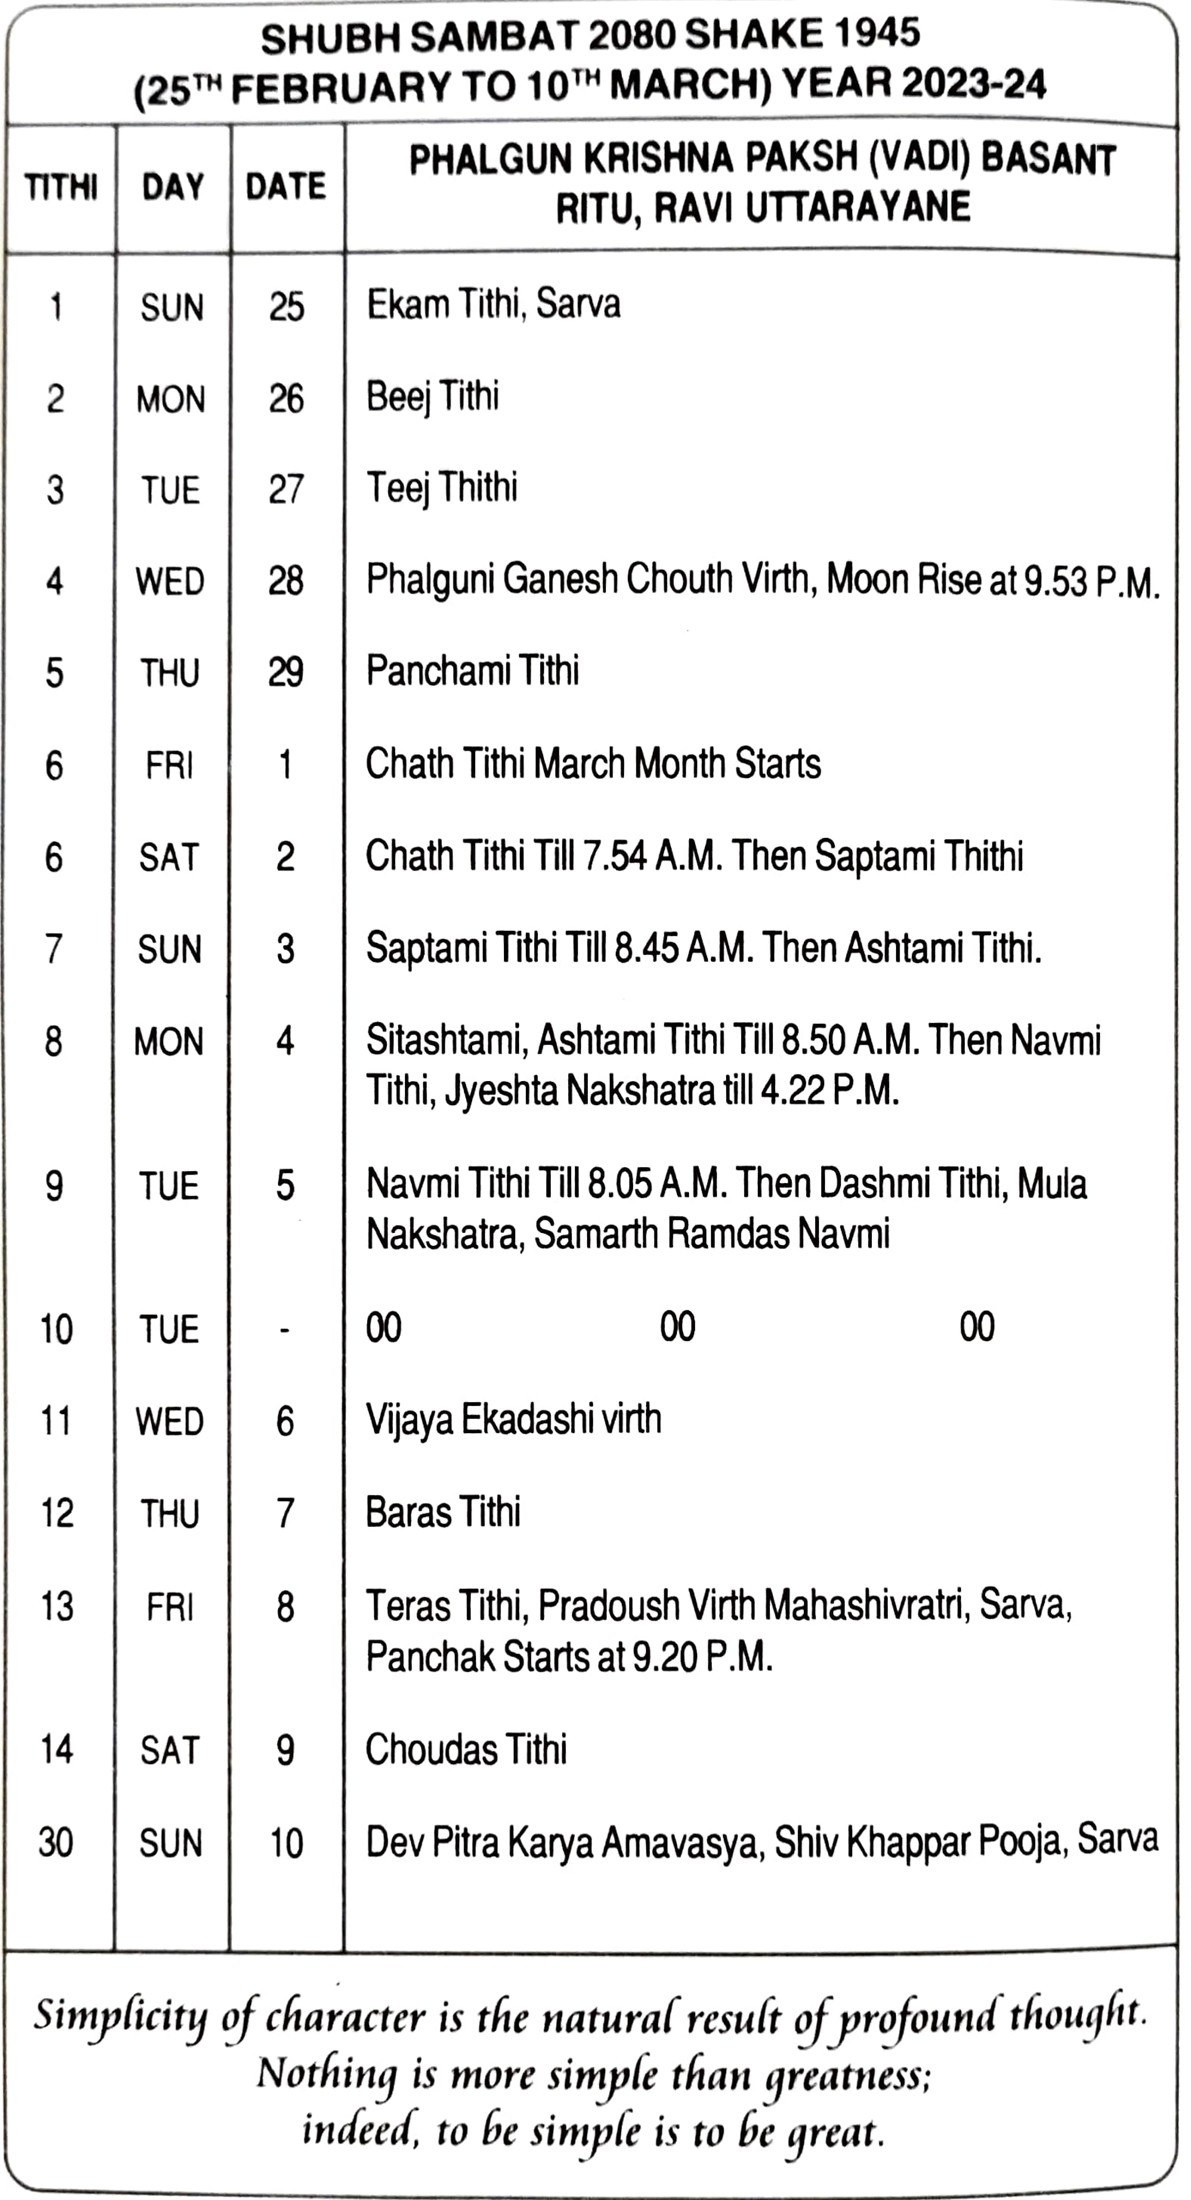 SHUBH SAMBAT 2080 SHAKE 1945
(25TH FEBRUARY TO 10TH MARCH) YEAR 2023-24
TITHI DAY DATE PHALGUN KRISHNA PAKSH (VADI) BASANT
RITU, RAVI UTTARAYANE
1 SUN 25 Ekam Tithi, Sarva
2 MON 26 Beej Tithi
3 TUE 27 Teej Thithi
4 WED 28 Phalguni Ganesh Chouth Virth, Moon Rise at 9.53 P.M.
5 THU 29 Panchami Tithi
6 FRI 1 Chath Tithi March Month Starts
6 SAT 2 Chath Tithi Till 7.54 A.M. Then Saptami Thithi
7 SUN 3 Saptami Tithi Till 8.45 A.M. Then Ashtami Tithi.
8 MON 4 Sitashtami, Ashtami Tithi Till 8.50 A.M. Then Navmi
Tithi, Jyeshta Nakshatra till 4.22 P.M.
9 TUE 5 Navmi Tithi Till 8.05 A.M. Then Dashmi Tithi, Mula
Nakshatra, Samarth Ramdas Navmi
10 TUE - 00 00 00
11 WED 6 Vijaya Ekadashi virth
12 THU 7 Baras Tithi
13 FRI 8 Teras Tithi, Pradoush Virth Mahashivratri, Sarva,
Panchak Starts at 9.20 P.M.
14 SAT 9 Choudas Tithi
30 SUN 10 Dev Pitra Karya Amavasya, Shiv Khappar Pooja, Sarva
Simplicity of character is the natural result of profound thought.
Nothing is more simple than greatness;
indeed, to be simple is to be great.